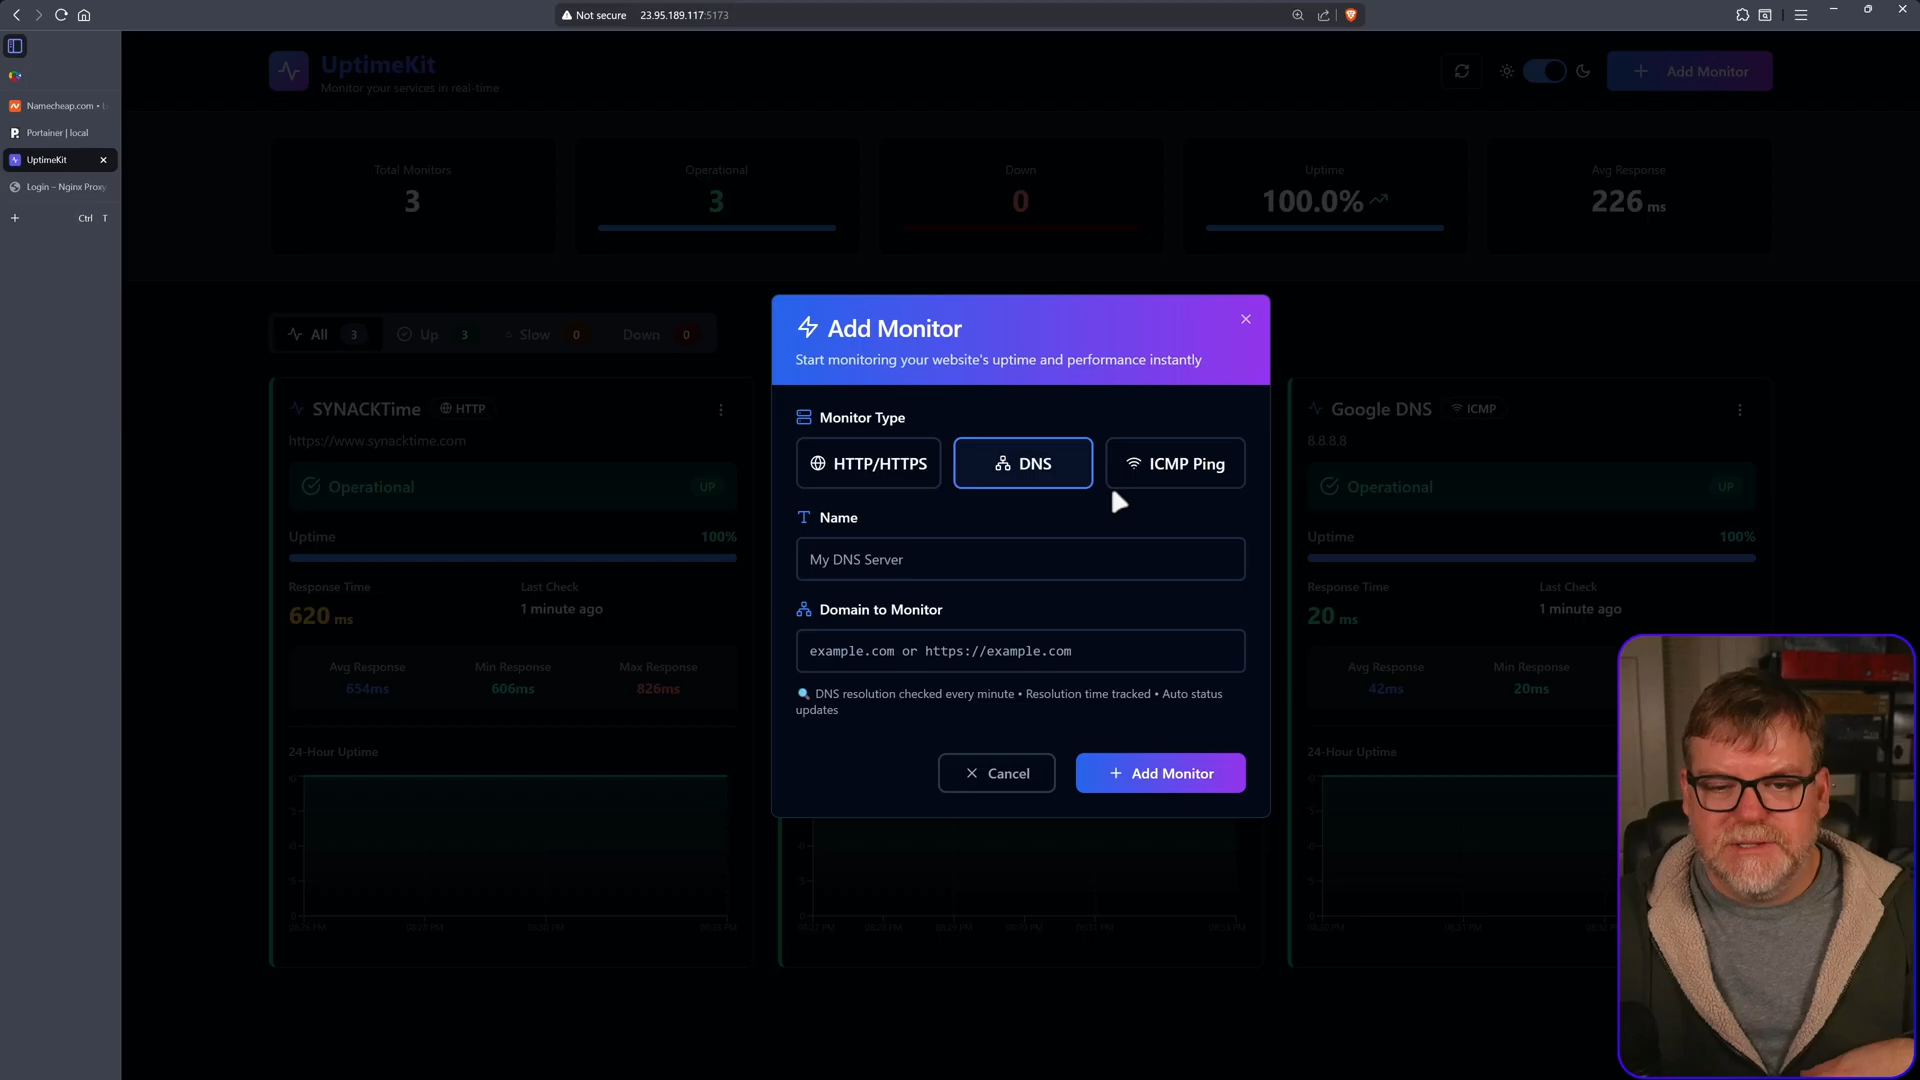 Not secure 23.95.189.117:5173
Namecheap.com •
Portainer | local
UptimeKit
Login – Nginx Proxy
Ctrl T
UptimeKit
Monitor your services in real-time
Add Monitor
Total Monitors
3
Operational
3
Down
0
Uptime
100.0%
Avg Response
226 ms
All 3 Up 3 Slow 0 Down 0
SYNACKTime HTTP
https://www.synacktime.com
Operational UP
Uptime 100%
Response Time Last Check
620 ms 1 minute ago
Avg Response Min Response Max Response
654ms 606ms 826ms
24-Hour Uptime
Add Monitor
Start monitoring your website's uptime and performance instantly
Monitor Type
HTTP/HTTPS DNS ICMP Ping
Name
My DNS Server
Domain to Monitor
example.com or https://example.com
DNS resolution checked every minute • Resolution time tracked • Auto status
updates
Cancel Add Monitor
Google DNS ICMP
8.8.8.8
Operational UP
Uptime 100%
Response Time Last Check
20 ms 1 minute ago
Avg Response Min Response
42ms 20ms
24-Hour Uptime